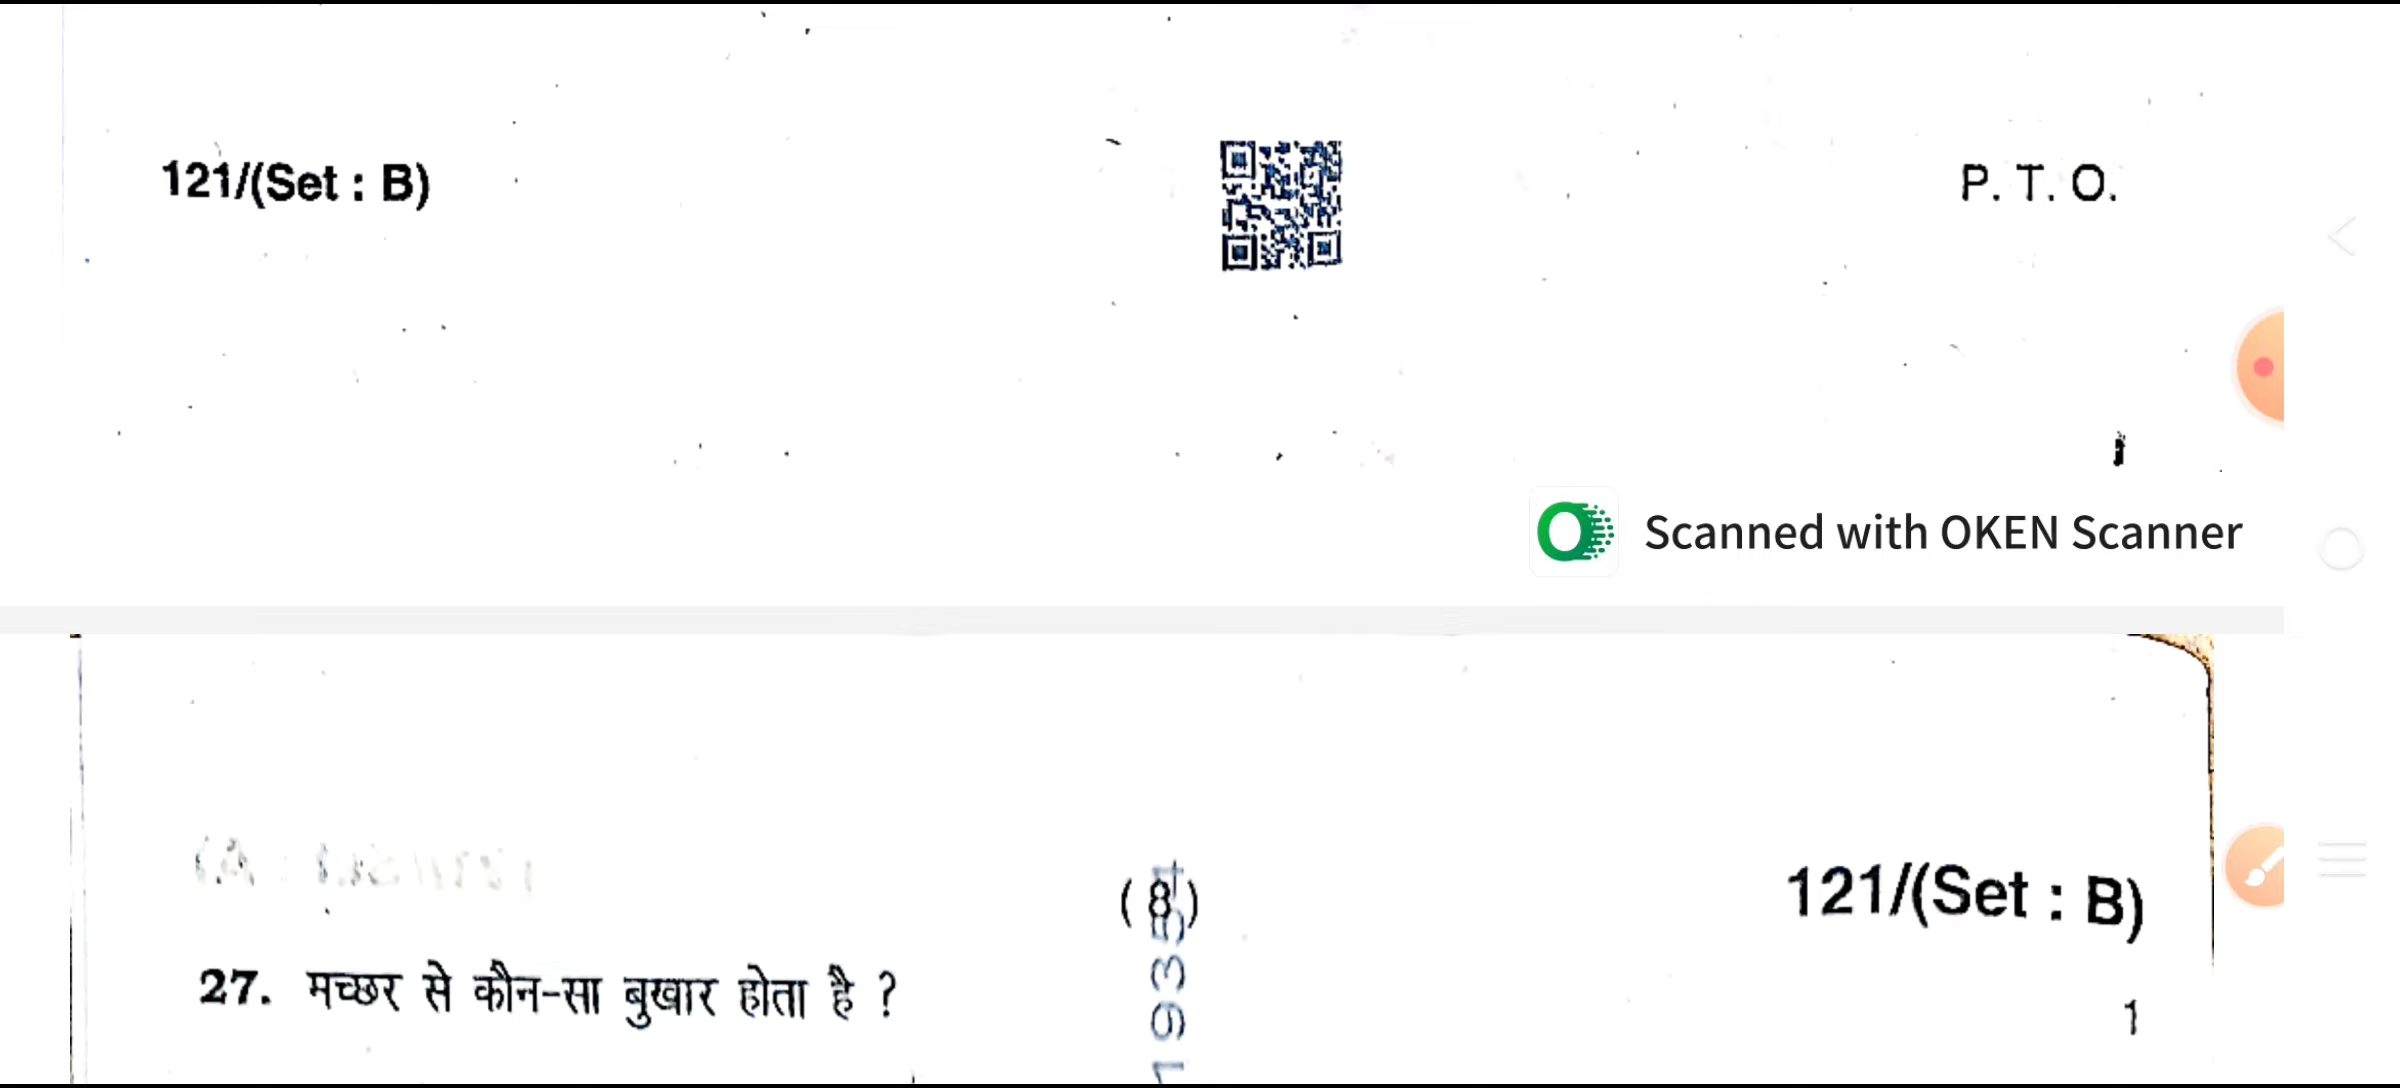 121/(Set : B)
P. T. O.
Scanned with OKEN Scanner
( 8 )
121/(Set : B)
27. मच्छर से कौन-सा बुखार होता है ?
1